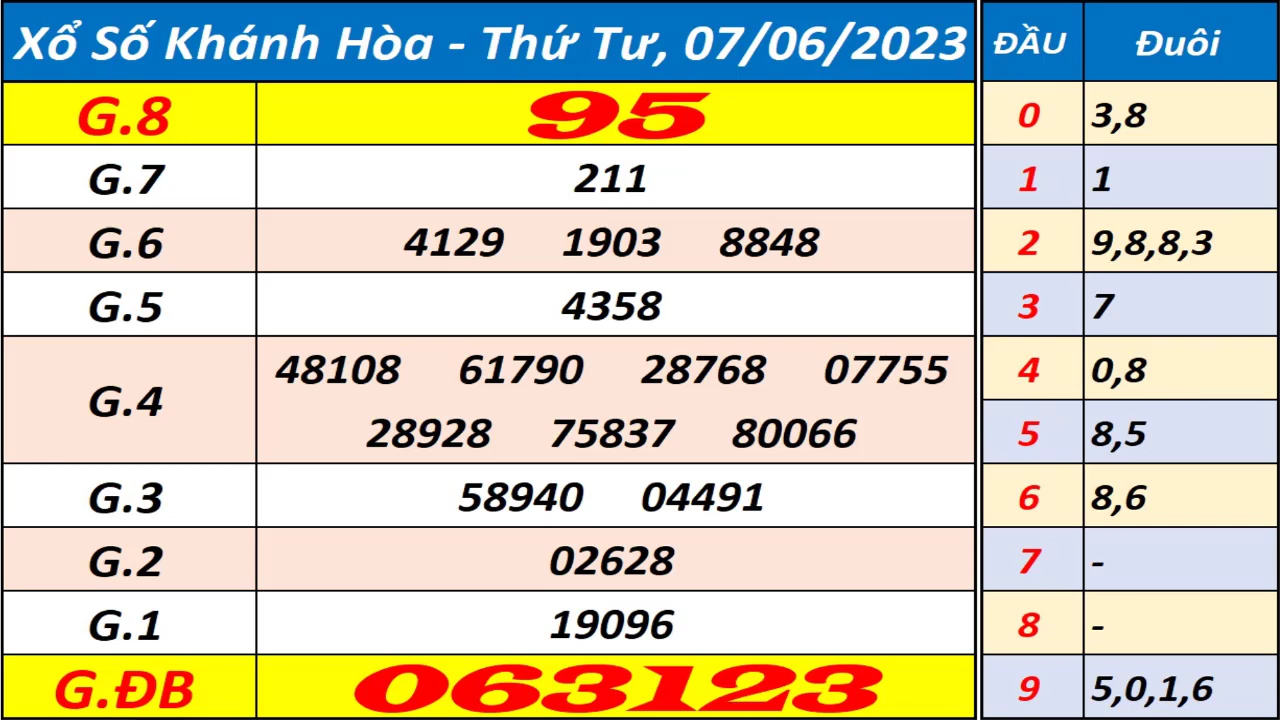 Xổ Số Khánh Hòa - Thứ Tư, 07/06/2023
G.8 95
G.7 211
G.6 4129 1903 8848
G.5 4358
G.4 48108 61790 28768 07755
28928 75837 80066
G.3 58940 04491
G.2 02628
G.1 19096
G.ĐB 063123
ĐẦU Đuôi
0 3,8
1 1
2 9,8,8,3
3 7
4 0,8
5 8,5
6 8,6
7 -
8 -
9 5,0,1,6